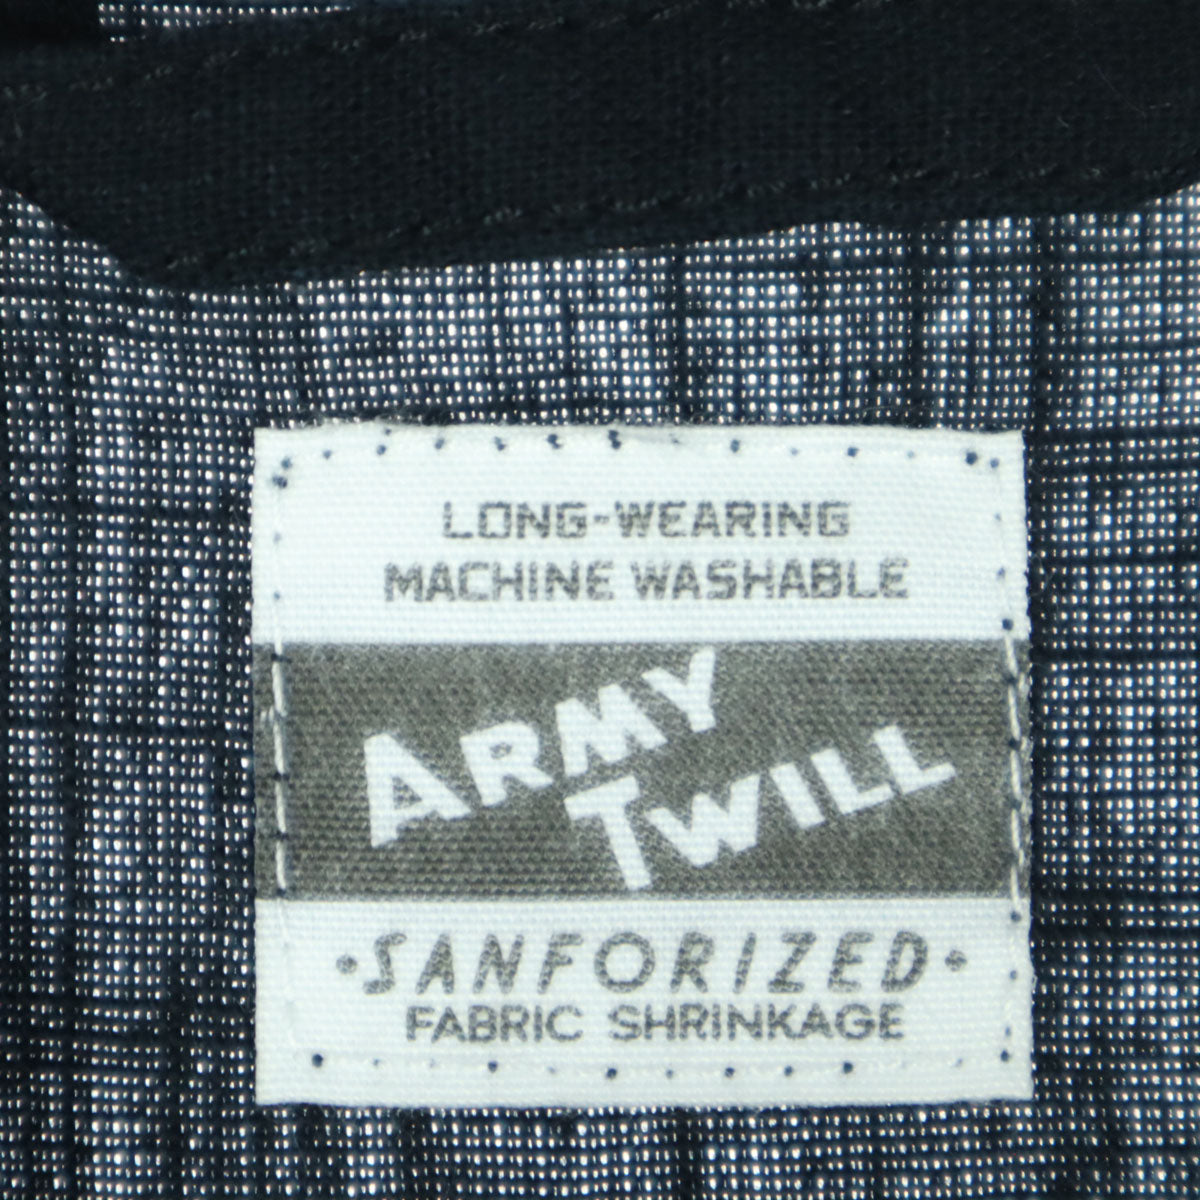 LONG-WEARING
MACHINE WASHABLE
ARMY
TWILL
•SANFORIZED•
FABRIC SHRINKAGE